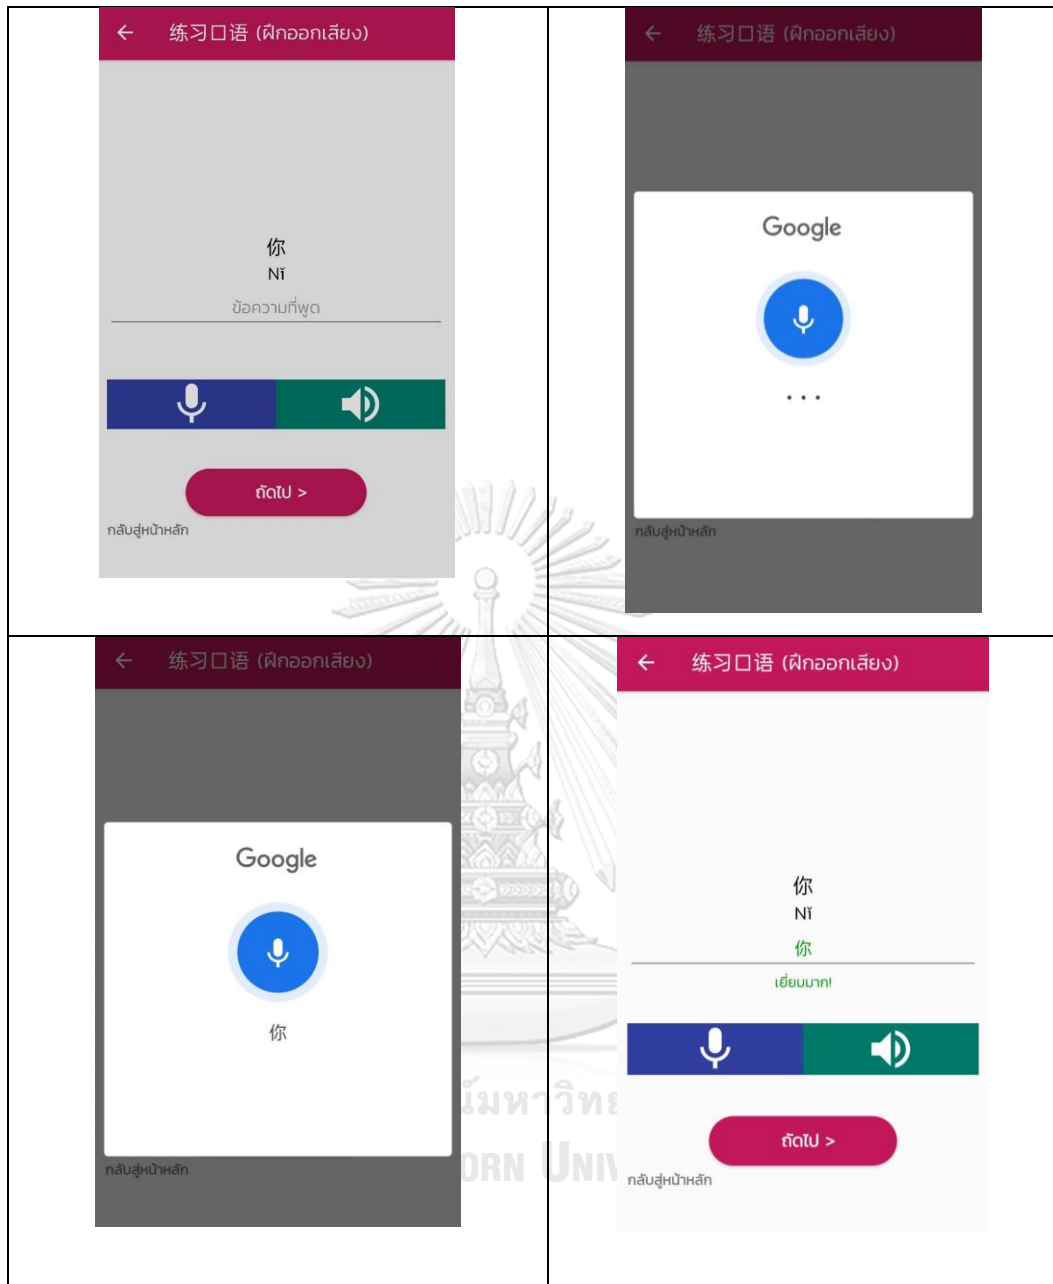 ← 练习口语 (ฝึกออกเสียง)
你
Nǐ
ข้อความที่พูด
ถัดไป >
กลับสู่หน้าหลัก
← 练习口语 (ฝึกออกเสียง)
Google
...
กลับสู่หน้าหลัก
← 练习口语 (ฝึกออกเสียง)
Google
你
กลับสู่หน้าหลัก
← 练习口语 (ฝึกออกเสียง)
你
Nǐ
你
เยี่ยมมาก!
ถัดไป >
กลับสู่หน้าหลัก